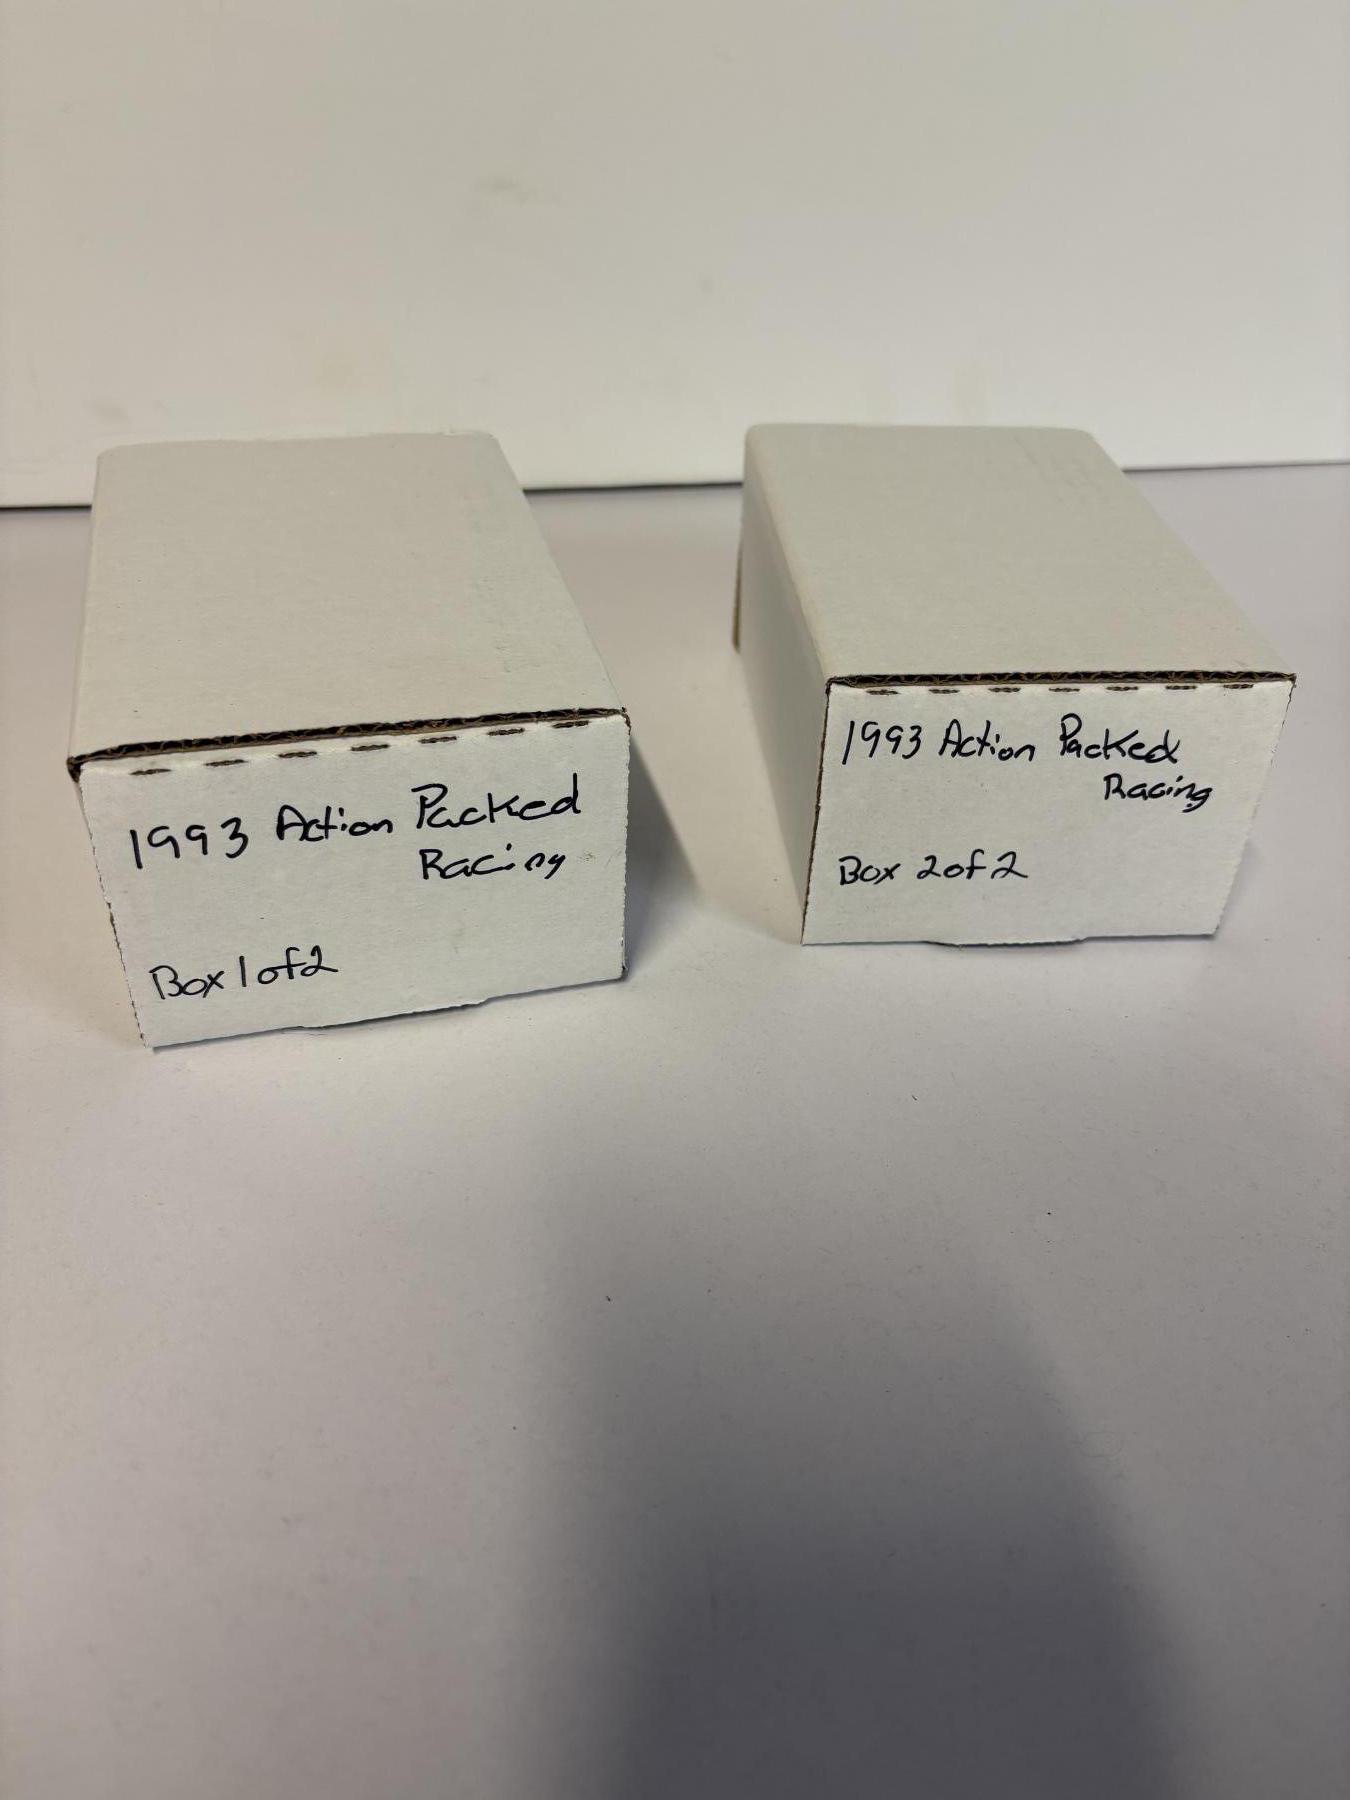 1993 Action Packed
Racing
Box 1 of 2
1993 Action Packed
Racing
Box 2 of 2